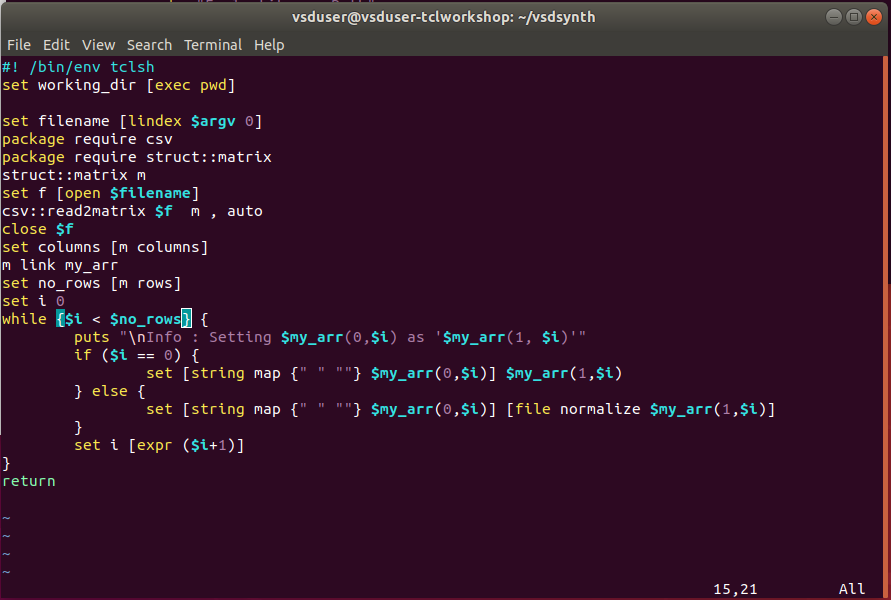 vsduser@vsduser-tclworkshop: ~/vsdsynth
File Edit View Search Terminal Help
#! /bin/env tclsh
set working_dir [exec pwd]

set filename [lindex $argv 0]
package require csv
package require struct::matrix
struct::matrix m
set f [open $filename]
csv::read2matrix $f  m , auto
close $f
set columns [m columns]
m link my_arr
set no_rows [m rows]
set i 0
while {$i < $no_rows} {
        puts "\nInfo : Setting $my_arr(0,$i) as '$my_arr(1, $i)'"
        if ($i == 0) {
                set [string map {" " ""} $my_arr(0,$i)] $my_arr(1,$i)
        } else {
                set [string map {" " ""} $my_arr(0,$i)] [file normalize $my_arr(1,$i)]
        }
        set i [expr ($i+1)]
}
return

~
~
~
~
15,21 All